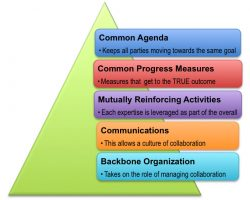 Common Agenda
• Keeps all parties moving towards the same goal
Common Progress Measures
• Measures that get to the TRUE outcome
Mutually Reinforcing Activities
• Each expertise is leveraged as part of the overall
Communications
• This allows a culture of collaboration
Backbone Organization
• Takes on the role of managing collaboration